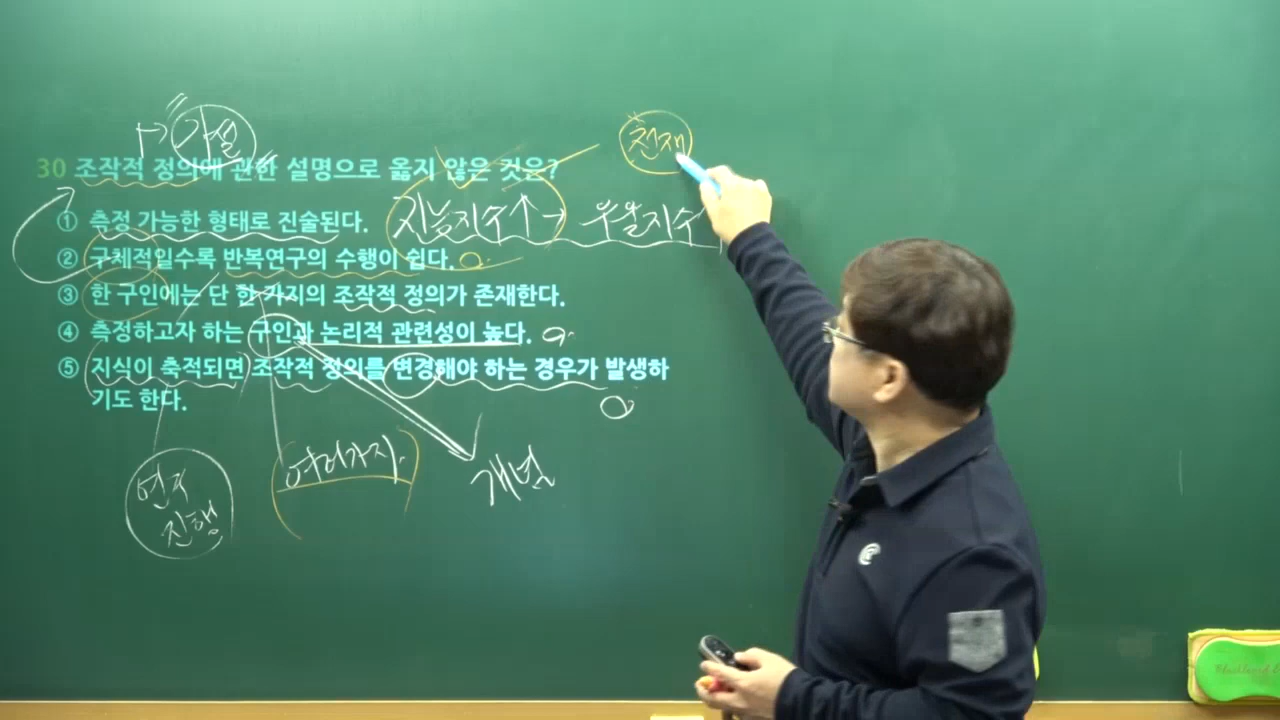 가설
천재
30 조작적 정의에 관한 설명으로 옳지 않은 것은?
① 측정 가능한 형태로 진술된다.
지능지수↑ → 우울지수
② 구체적일수록 반복연구의 수행이 쉽다.
③ 한 구인에는 단 한 가지의 조작적 정의가 존재한다.
④ 측정하고자 하는 구인과 논리적 관련성이 높다.
⑤ 지식이 축적되면 조작적 정의를 변경해야 하는 경우가 발생하
기도 한다.
여러가지.
개념
연구
진행